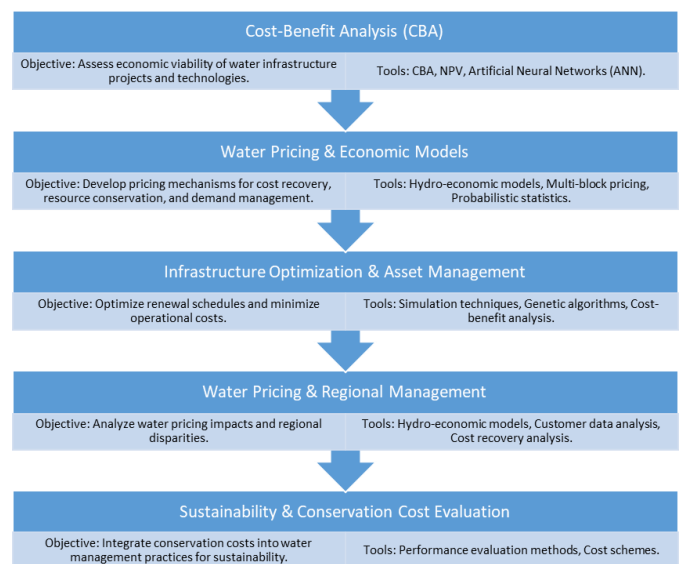 Cost-Benefit Analysis (CBA)
Objective: Assess economic viability of water infrastructure
projects and technologies.
Tools: CBA, NPV, Artificial Neural Networks (ANN).
Water Pricing & Economic Models
Objective: Develop pricing mechanisms for cost recovery,
resource conservation, and demand management.
Tools: Hydro-economic models, Multi-block pricing,
Probabilistic statistics.
Infrastructure Optimization & Asset Management
Objective: Optimize renewal schedules and minimize
operational costs.
Tools: Simulation techniques, Genetic algorithms, Cost-
benefit analysis.
Water Pricing & Regional Management
Objective: Analyze water pricing impacts and regional
disparities.
Tools: Hydro-economic models, Customer data analysis,
Cost recovery analysis.
Sustainability & Conservation Cost Evaluation
Objective: Integrate conservation costs into water
management practices for sustainability.
Tools: Performance evaluation methods, Cost schemes.